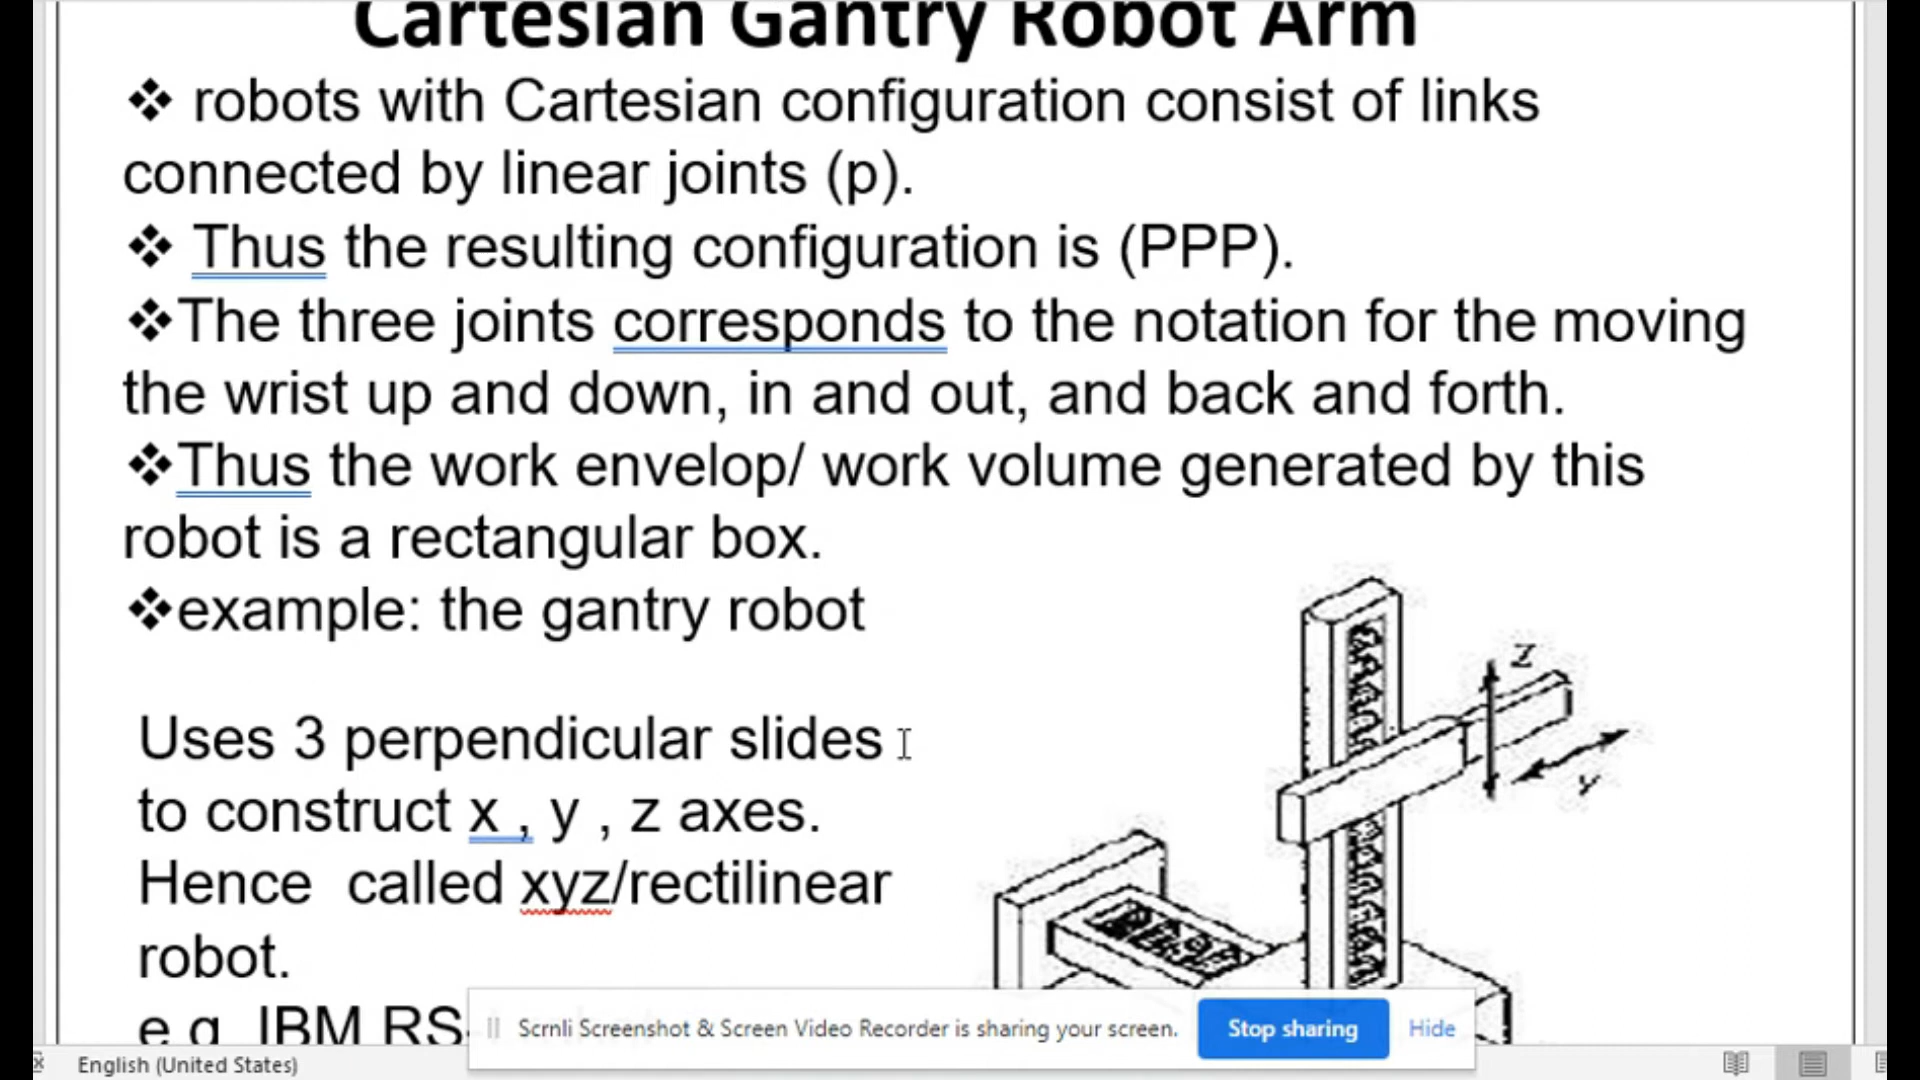 Cartesian Gantry Robot Arm
❖ robots with Cartesian configuration consist of links
connected by linear joints (p).
❖ Thus the resulting configuration is (PPP).
❖The three joints corresponds to the notation for the moving
the wrist up and down, in and out, and back and forth.
❖Thus the work envelop/ work volume generated by this
robot is a rectangular box.
❖example: the gantry robot
Uses 3 perpendicular slides
to construct x , y , z axes.
Hence called xyz/rectilinear
robot.
e.g. IBM RS-
Z
y
Scrnli Screenshot & Screen Video Recorder is sharing your screen.
Stop sharing
Hide
English (United States)